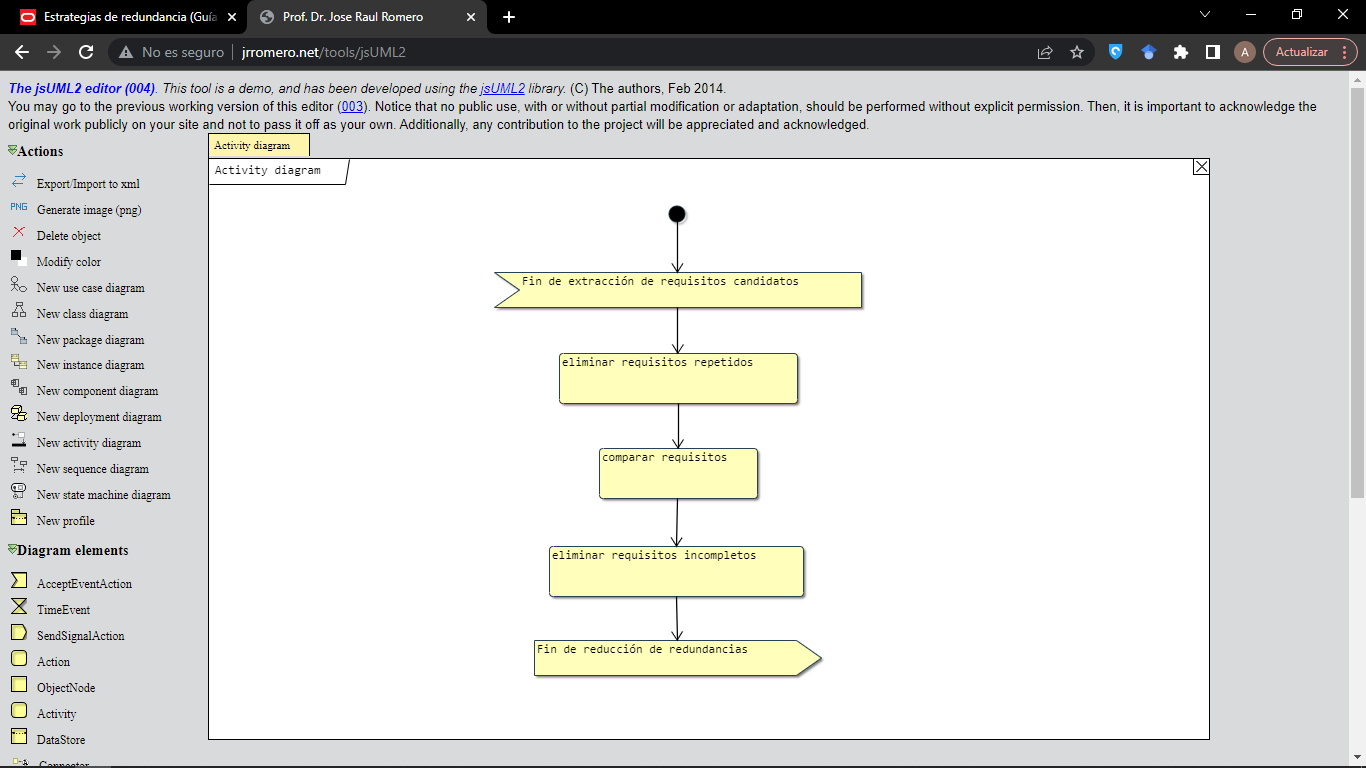 Estrategias de redundancia (Guía
Prof. Dr. Jose Raul Romero
No es seguro
jrromero.net/tools/jsUML2
A
Actualizar
The jsUML2 editor (004). This tool is a demo, and has been developed using the jsUML2 library. (C) The authors, Feb 2014.
You may go to the previous working version of this editor (003). Notice that no public use, with or without partial modification or adaptation, should be performed without explicit permission. Then, it is important to acknowledge the
original work publicly on your site and not to pass it off as your own. Additionally, any contribution to the project will be appreciated and acknowledged.
Actions
Export/Import to xml
PNG Generate image (png)
Delete object
Modify color
New use case diagram
New class diagram
New package diagram
New instance diagram
New component diagram
New deployment diagram
New activity diagram
New sequence diagram
New state machine diagram
New profile
Diagram elements
AcceptEventAction
TimeEvent
SendSignalAction
Action
ObjectNode
Activity
DataStore
Connector
Activity diagram
Activity diagram
Fin de extracción de requisitos candidatos
eliminar requisitos repetidos
comparar requisitos
eliminar requisitos incompletos
Fin de reducción de redundancias